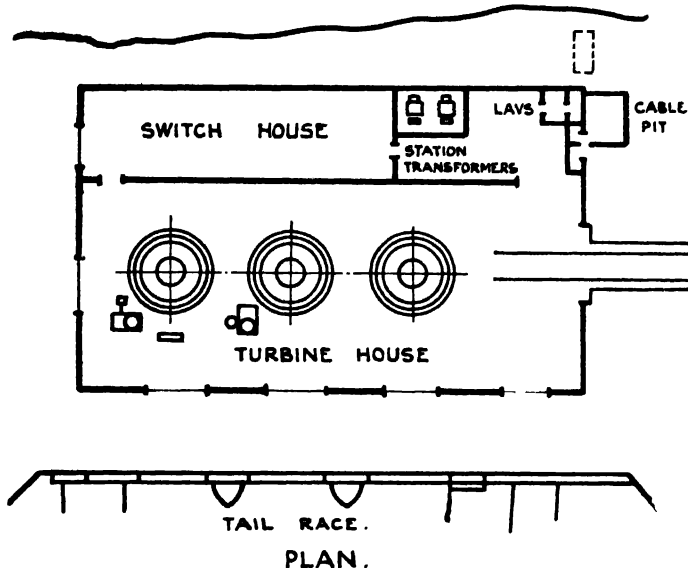 LAVS
CABLE
PIT
SWITCH HOUSE
STATION
TRANSFORMERS
TURBINE HOUSE
TAIL RACE.
PLAN.